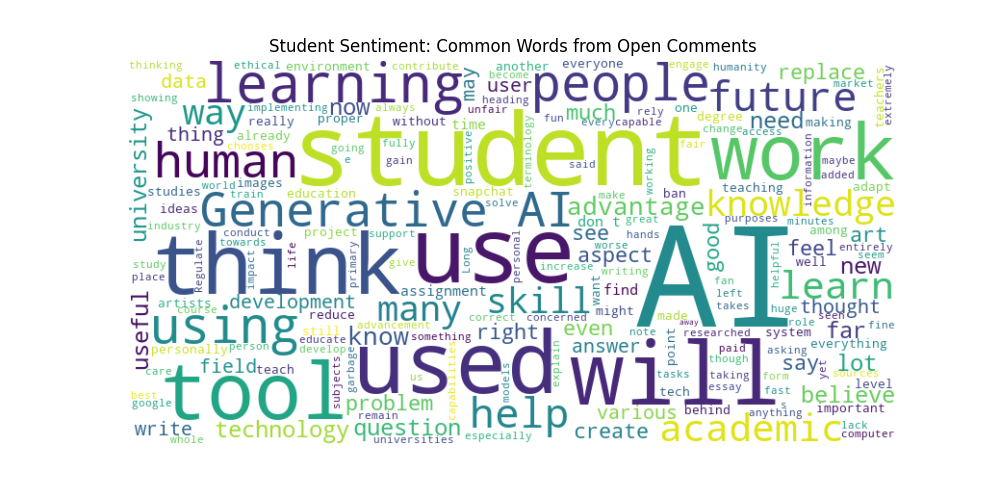 Student Sentiment: Common Words from Open Comments
thinking ethical environment contribute another everyone engage humanity replace
data learning may user become people market teachers extremely
showing way implementing now always heading unfair much fun rely one future degree
university thing really proper without time every capable need making
already human going fully positive student terminology said work change access
chooses e gain fair information maybe added
studies world images train education snapchat solve working make ban teaching adapt
ideas Generative AI advantage knowledge
industry conduct towards project support don t great purposes minutes among art
think use see hands AI good feel entirely
study Regulate impact life primary give Long personal aspect worse writing helpful well seem
place increase fan new learn
artists development assignment skill want find left takes huge thought
course reduce many correct concerned might made role seen fine
useful using still advancement note researched system far everything
personally person educate know something right even point away paid asking
care field teach develop used us answer though say yet lot
subjects garbage capabilities models explain tasks taking form sources
best google tool problem will tech essay fast s level believe
remain help various behind anything important
write technology question create academic lack
whole universities especially computer